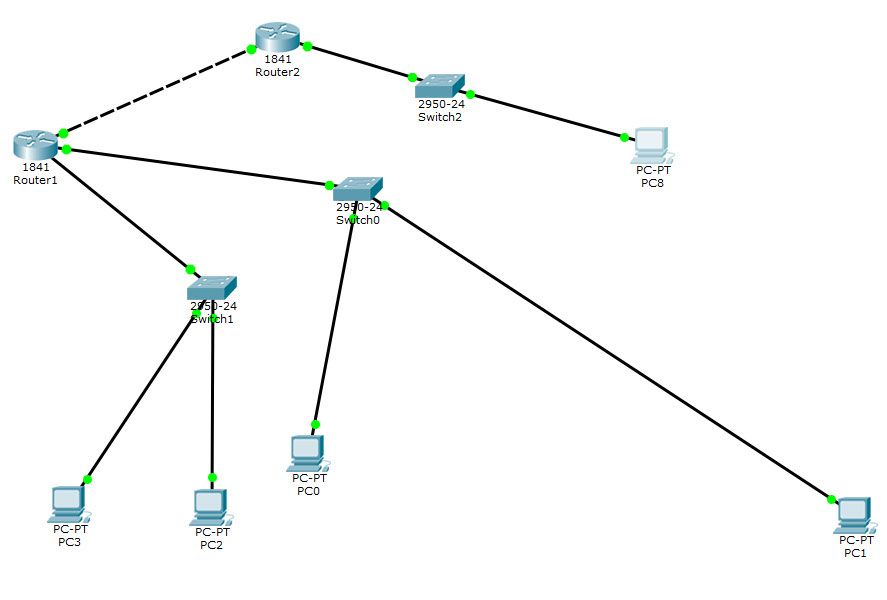 1841
Router2
2950-24
Switch2
PC-PT
PC8
1841
Router1
2950-24
Switch0
2950-24
Switch1
PC-PT
PC0
PC-PT
PC3
PC-PT
PC2
PC-PT
PC1